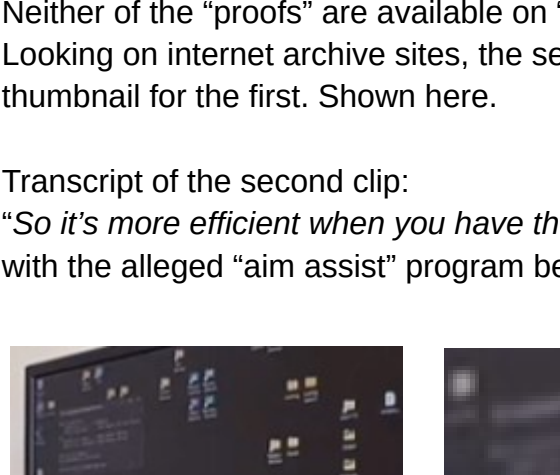 Neither of the “proofs” are available on “
Looking on internet archive sites, the se
thumbnail for the first. Shown here.
Transcript of the second clip:
“So it’s more efficient when you have th
with the alleged “aim assist” program be